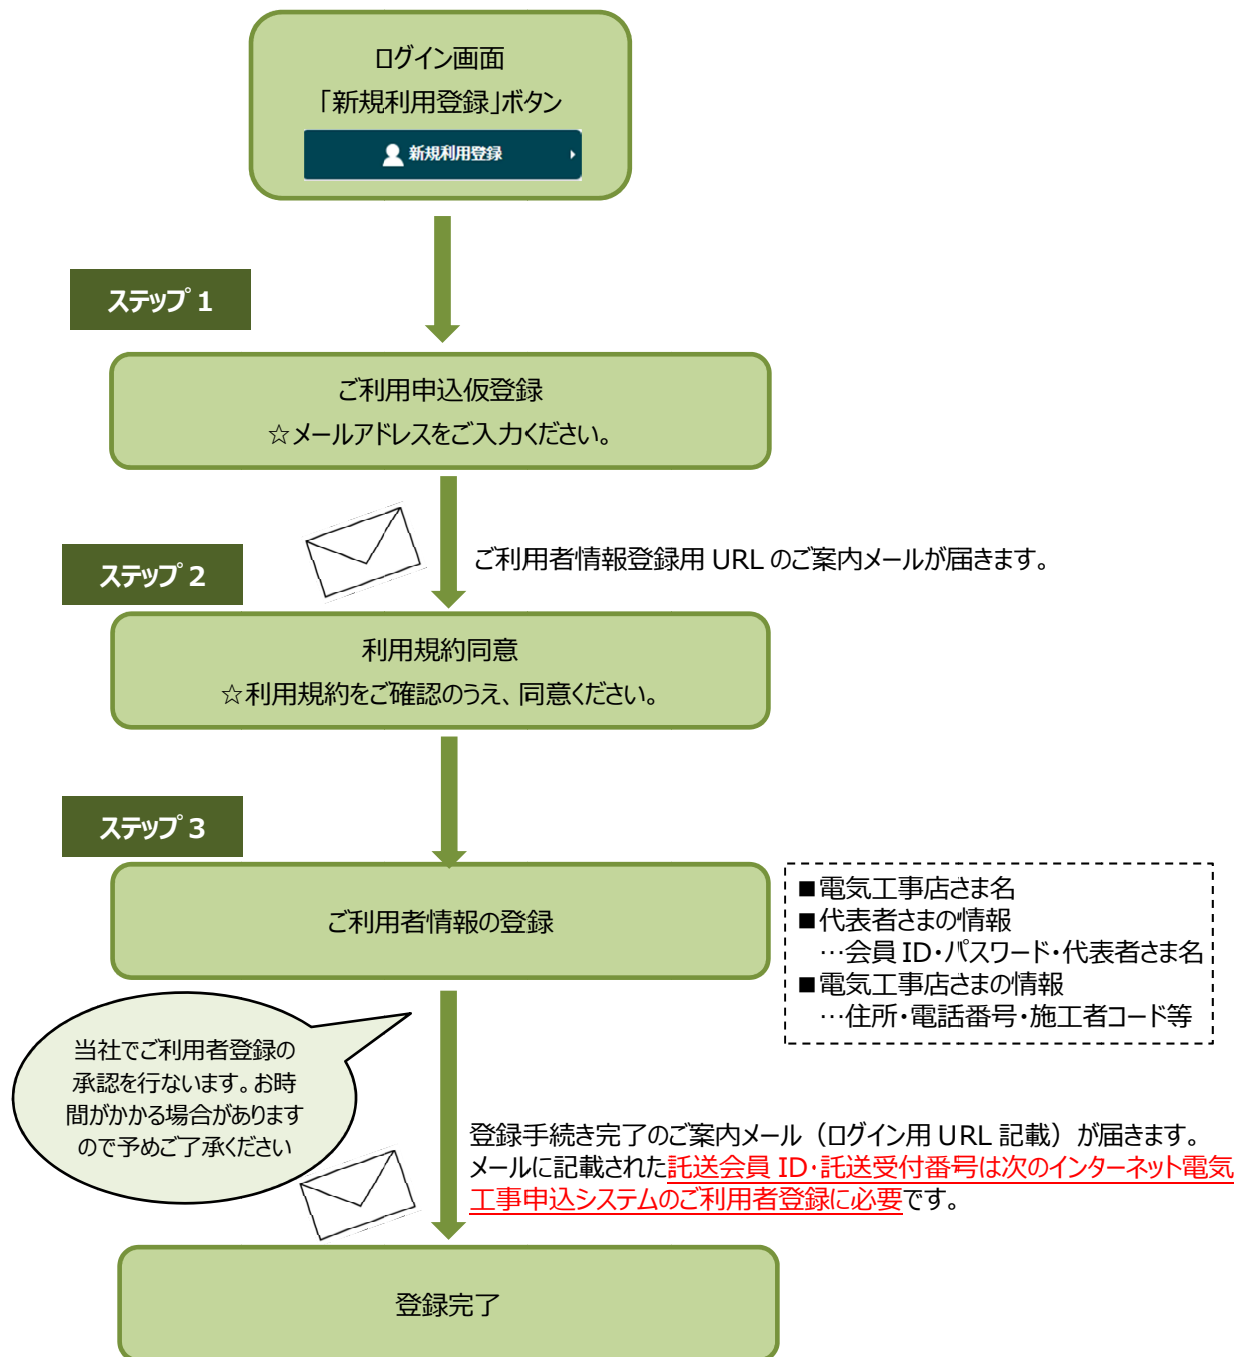 ログイン画面
「新規利用登録」ボタン
新規利用登録
ステップ 1
ご利用申込仮登録
☆メールアドレスをご入力ください。
ご利用者情報登録用 URL のご案内メールが届きます。
ステップ 2
利用規約同意
☆利用規約をご確認のうえ、同意ください。
ステップ 3
ご利用者情報の登録
■電気工事店さま名
■代表者さまの情報
…会員 ID・パスワード・代表者さま名
■電気工事店さまの情報
…住所・電話番号・施工者コード等
当社でご利用者登録の
承認を行ないます。お時
間がかかる場合があります
ので予めご了承ください
登録手続き完了のご案内メール（ログイン用 URL 記載）が届きます。
メールに記載された託送会員 ID・託送受付番号は次のインターネット電気
工事申込システムのご利用者登録に必要です。
登録完了